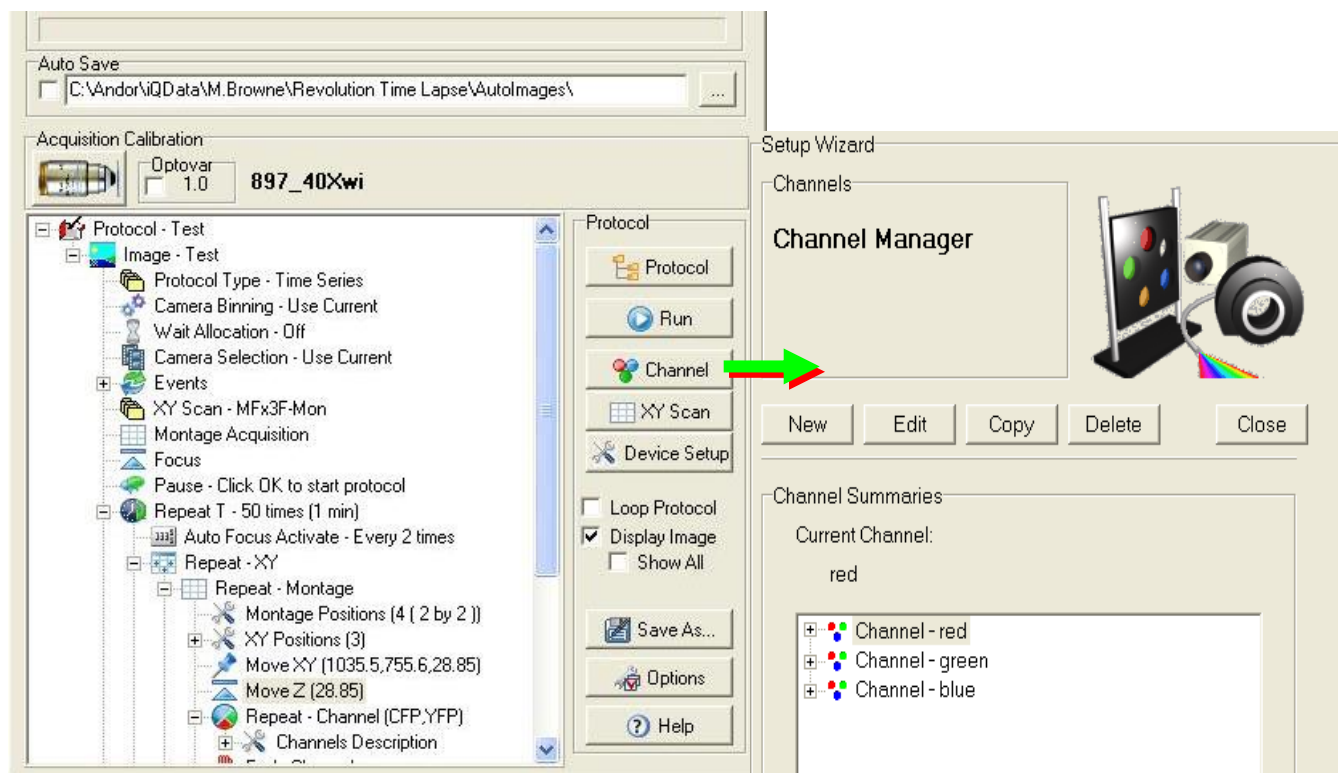 Auto Save
C:\Andor\iQData\M.Browne\Revolution Time Lapse\AutoImages\
...
Acquisition Calibration
Optovar
1.0
897_40Xwi
Protocol - Test
Image - Test
Protocol Type - Time Series
Camera Binning - Use Current
Wait Allocation - Off
Camera Selection - Use Current
Events
XY Scan - MFx3F-Mon
Montage Acquisition
Focus
Pause - Click OK to start protocol
Repeat T - 50 times (1 min)
Auto Focus Activate - Every 2 times
Repeat - XY
Repeat - Montage
Montage Positions (4 ( 2 by 2 ))
XY Positions (3)
Move XY (1035.5,755.6,28.85)
Move Z (28.85)
Repeat - Channel (CFP,YFP)
Channels Description
Protocol
Protocol
Run
Channel
XY Scan
Device Setup
Loop Protocol
Display Image
Show All
Save As...
Options
Help
Setup Wizard
Channels
Channel Manager
New
Edit
Copy
Delete
Close
Channel Summaries
Current Channel:
red
Channel - red
Channel - green
Channel - blue